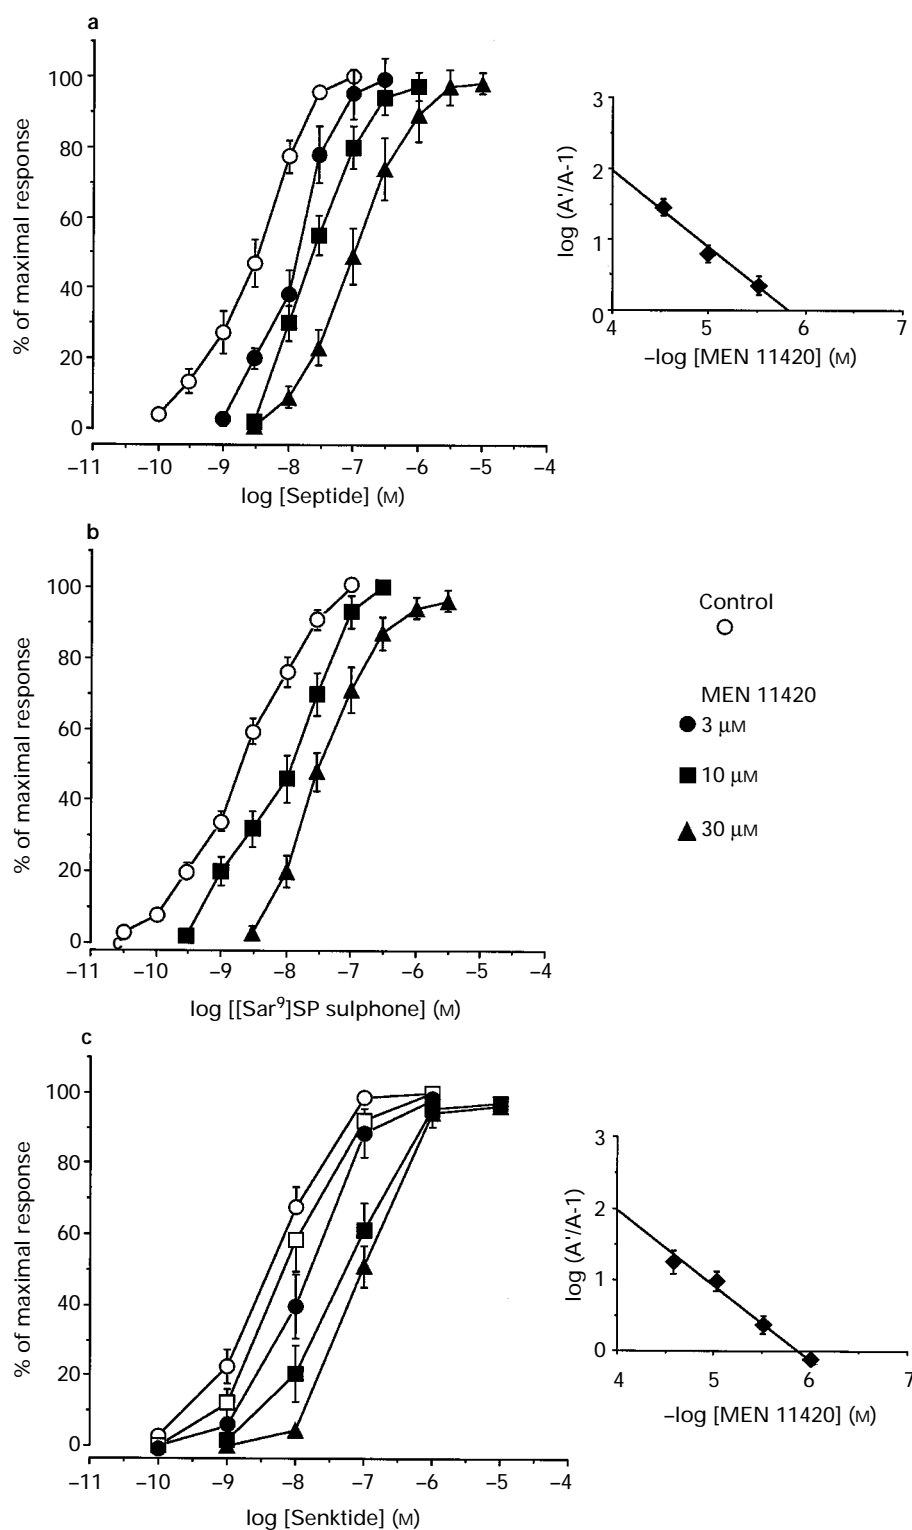 a
% of maximal response
100
80
60
40
20
0
–11 –10 –9 –8 –7 –6 –5 –4
log [Septide] (M)
log (A'/A-1)
3
2
1
0
4 5 6 7
–log [MEN 11420] (M)
b
% of maximal response
100
80
60
40
20
0
–11 –10 –9 –8 –7 –6 –5 –4
log [[Sar⁹]SP sulphone] (M)
Control
MEN 11420
3 μM
10 μM
30 μM
c
% of maximal response
100
80
60
40
20
0
–11 –10 –9 –8 –7 –6 –5 –4
log [Senktide] (M)
log (A'/A-1)
3
2
1
0
4 5 6 7
–log [MEN 11420] (M)